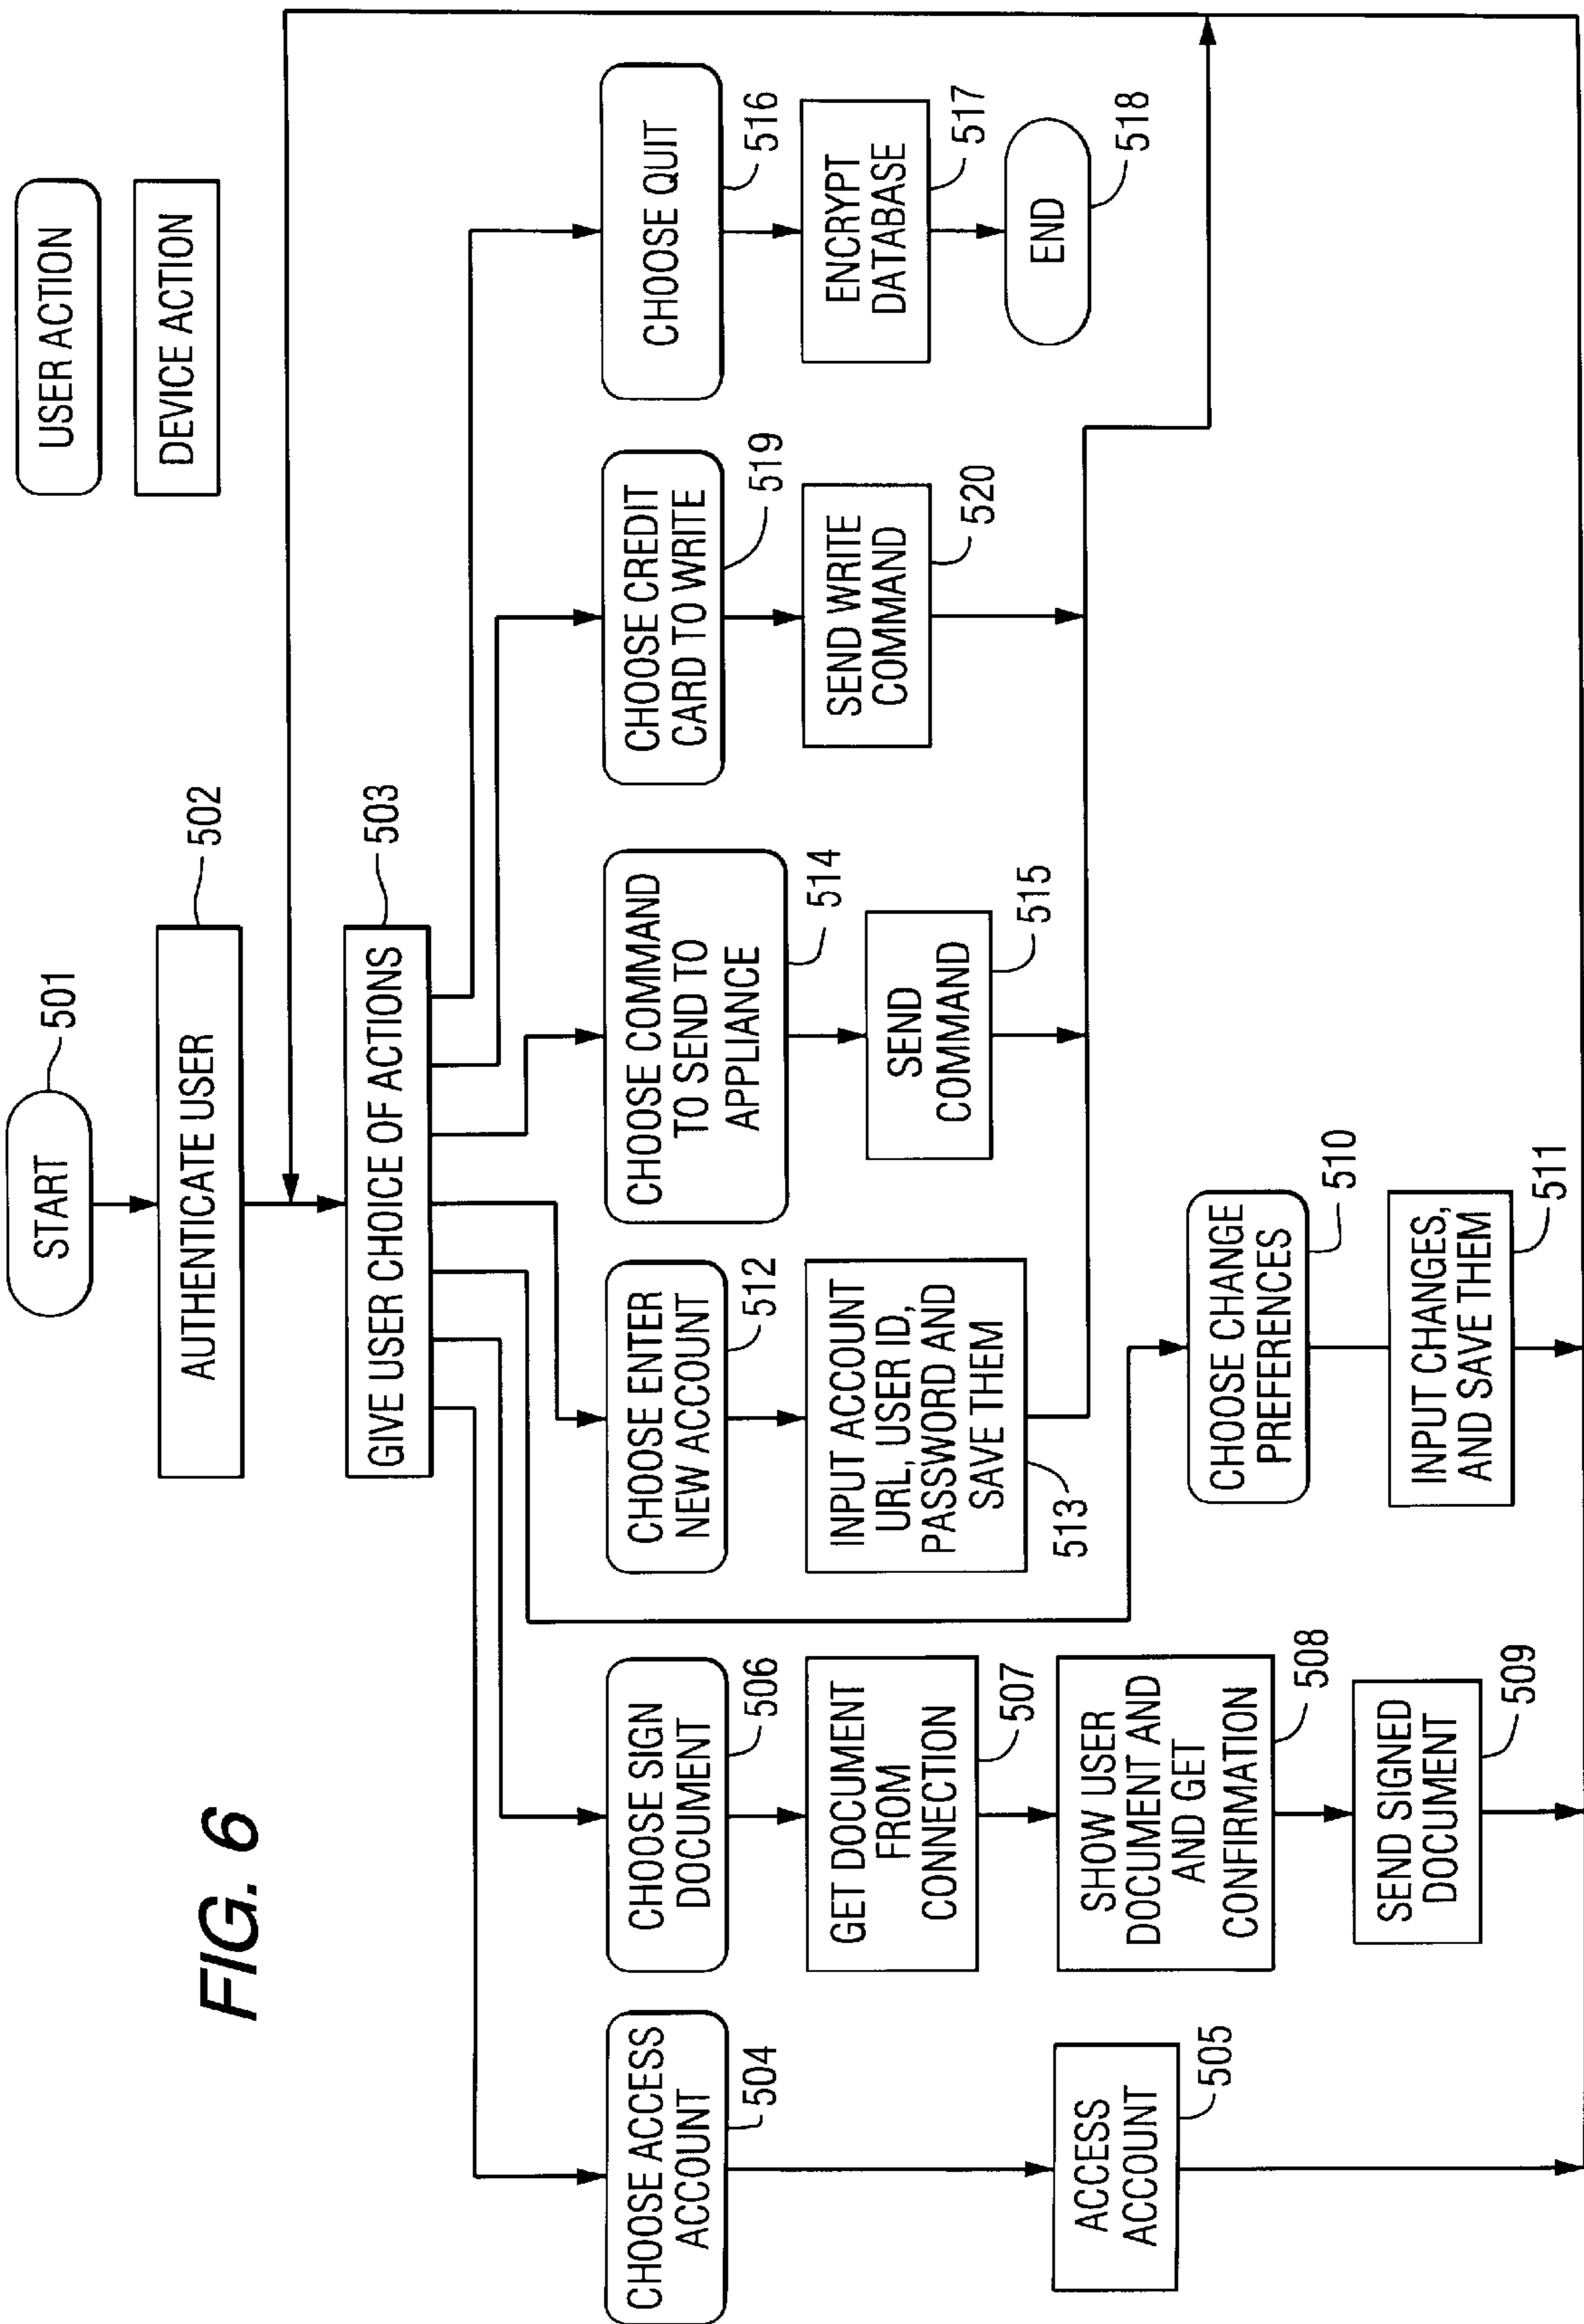 FIG. 6
USER ACTION
DEVICE ACTION
START
501
AUTHENTICATE USER
502
GIVE USER CHOICE OF ACTIONS
503
CHOOSE ACCESS
ACCOUNT
504
ACCESS
ACCOUNT
505
CHOOSE SIGN
DOCUMENT
506
GET DOCUMENT
FROM
CONNECTION
507
SHOW USER
DOCUMENT AND
AND GET
CONFIRMATION
508
SEND SIGNED
DOCUMENT
509
CHOOSE CHANGE
PREFERENCES
510
INPUT CHANGES,
AND SAVE THEM
511
CHOOSE ENTER
NEW ACCOUNT
512
INPUT ACCOUNT
URL, USER ID,
PASSWORD AND
SAVE THEM
513
CHOOSE COMMAND
TO SEND TO
APPLIANCE
514
SEND
COMMAND
515
CHOOSE CREDIT
CARD TO WRITE
519
SEND WRITE
COMMAND
520
CHOOSE QUIT
516
ENCRYPT
DATABASE
517
END
518